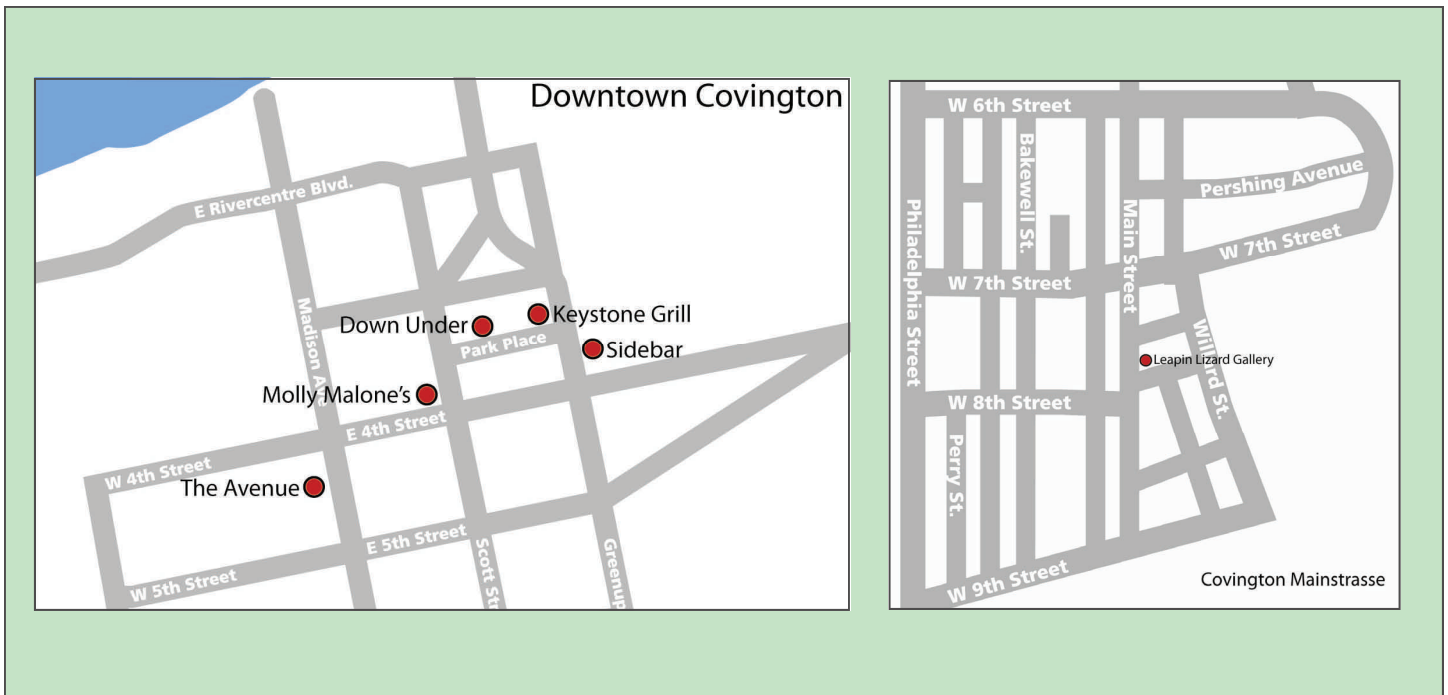 Downtown Covington
E Rivercentre Blvd.
Madison Ave
Down Under
Keystone Grill
Park Place
Sidebar
Molly Malone's
E 4th Street
W 4th Street
The Avenue
E 5th Street
W 5th Street
Scott Str
Greenup
W 6th Street
Bakewell St.
Pershing Avenue
Philadelphia Street
Main Street
W 7th Street
W 7th Street
Willard St.
Leapin Lizard Gallery
W 8th Street
Perry St.
W 9th Street
Covington Mainstrasse